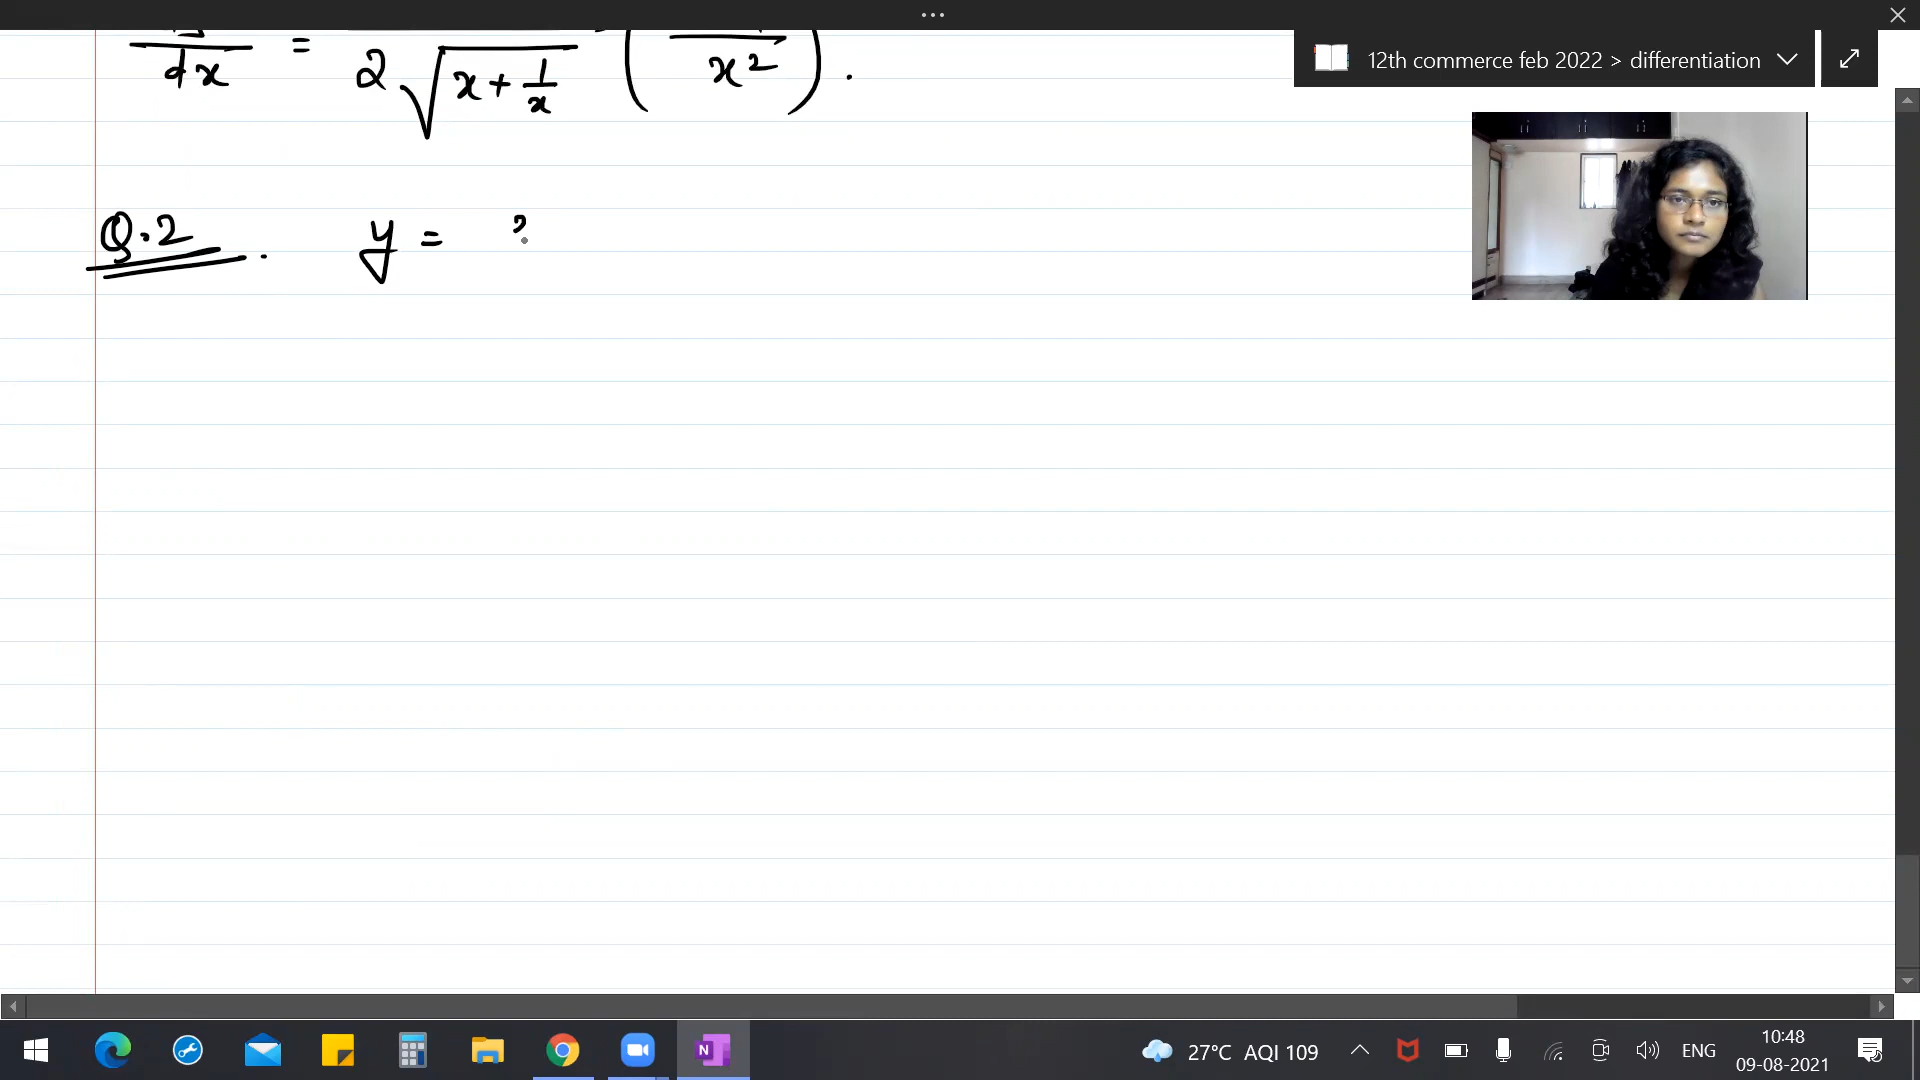 12th commerce feb 2022 > differentiation
dx = 2√x+1/x ( x² ) .
Q.2 . y =
27°C AQI 109
ENG
10:48
09-08-2021